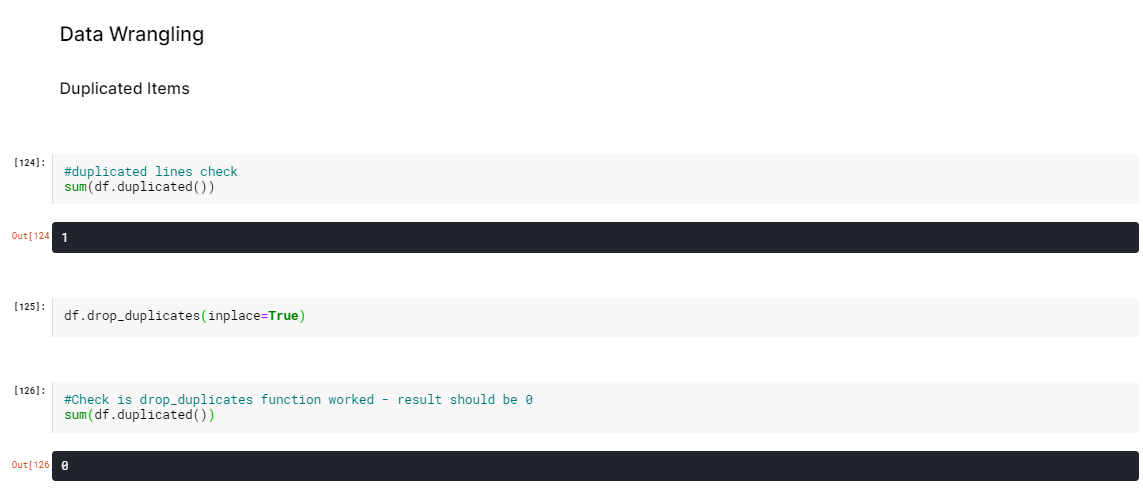 Data Wrangling
Duplicated Items
[124]:
#duplicated lines check
sum(df.duplicated())
Out[124
1
[125]:
df.drop_duplicates(inplace=True)
[126]:
#Check is drop_duplicates function worked - result should be 0
sum(df.duplicated())
Out[126
0